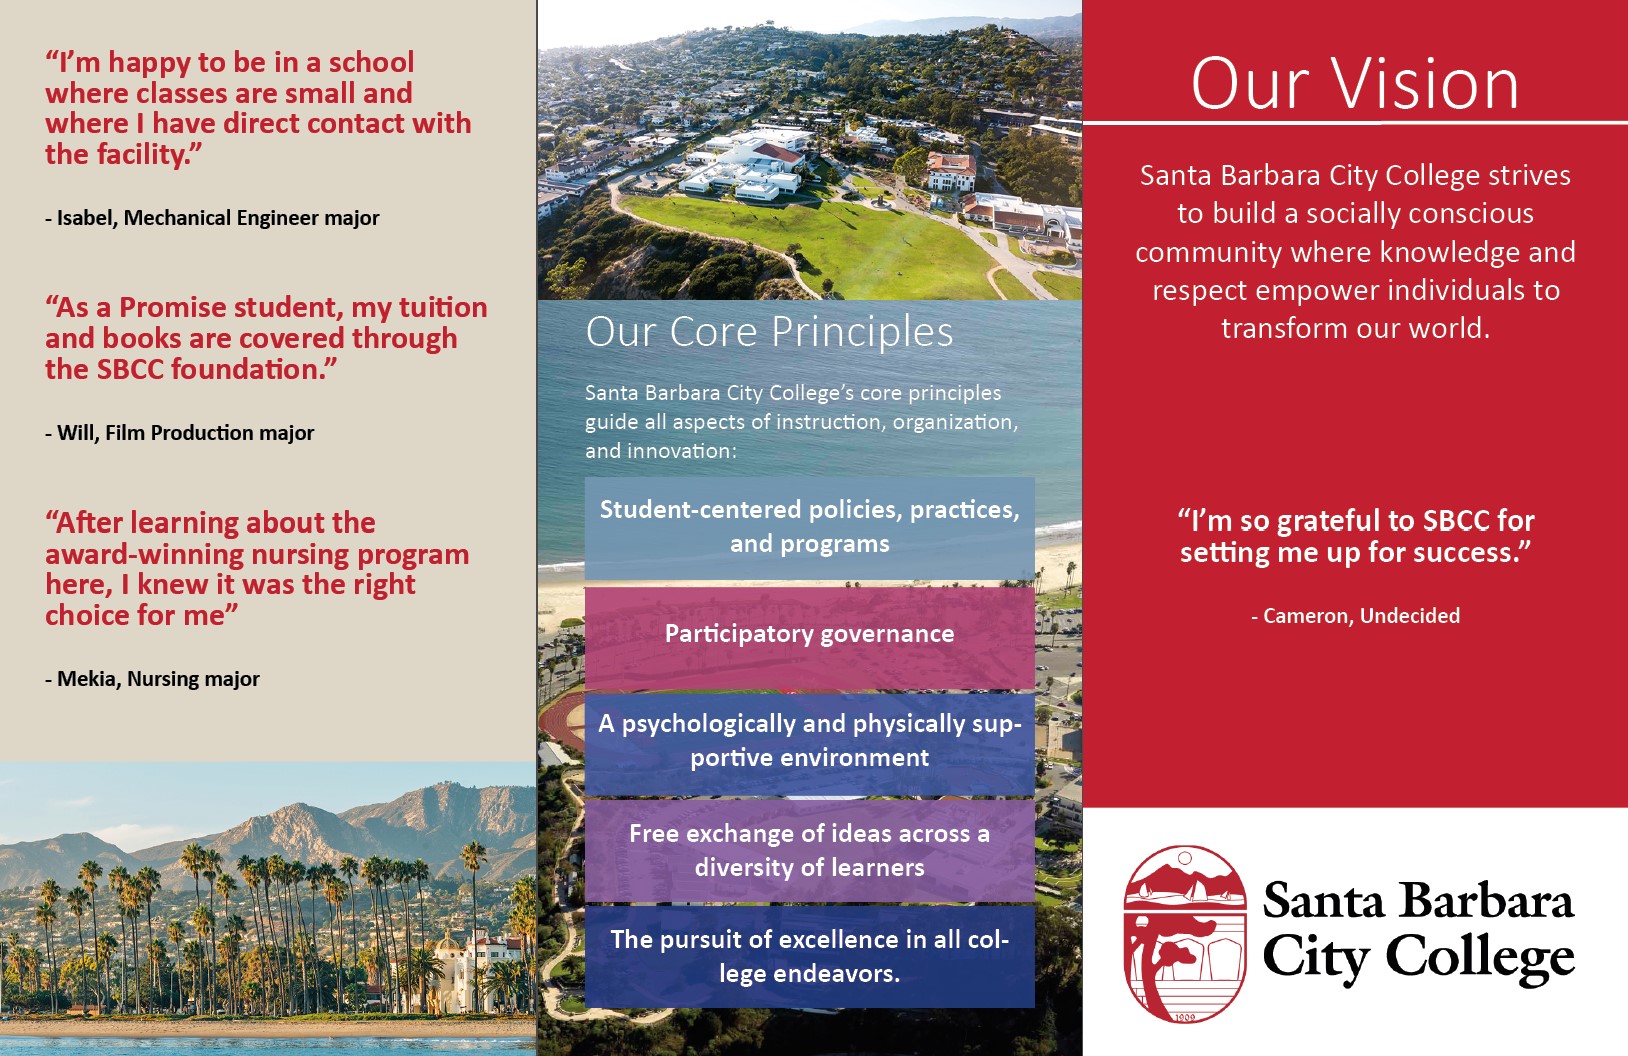 “I’m happy to be in a school
where classes are small and
where I have direct contact with
the facility.”
- Isabel, Mechanical Engineer major
“As a Promise student, my tuition
and books are covered through
the SBCC foundation.”
- Will, Film Production major
“After learning about the
award-winning nursing program
here, I knew it was the right
choice for me”
- Mekia, Nursing major
Our Core Principles
Santa Barbara City College’s core principles
guide all aspects of instruction, organization,
and innovation:
Student-centered policies, practices,
and programs
Participatory governance
A psychologically and physically sup-
portive environment
Free exchange of ideas across a
diversity of learners
The pursuit of excellence in all col-
lege endeavors.
Our Vision
Santa Barbara City College strives
to build a socially conscious
community where knowledge and
respect empower individuals to
transform our world.
“I’m so grateful to SBCC for
setting me up for success.”
- Cameron, Undecided
Santa Barbara
City College
1909